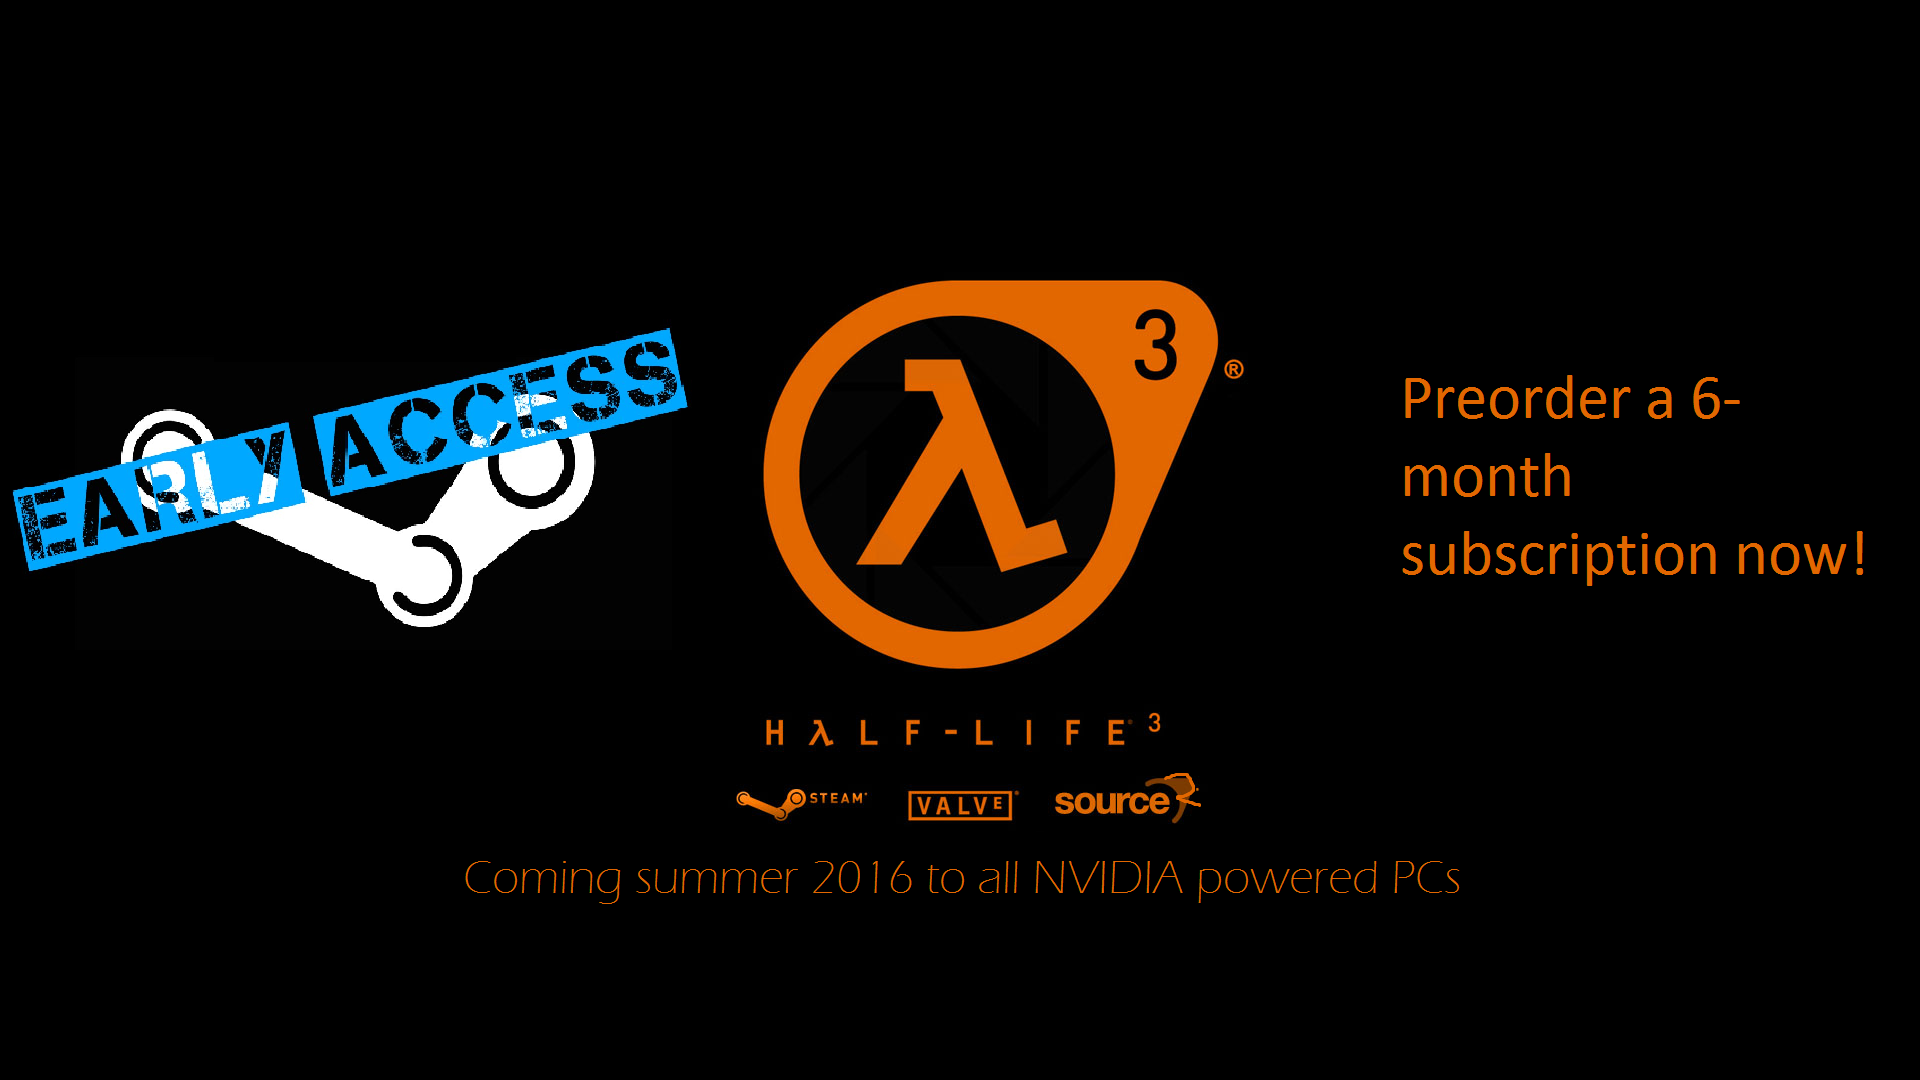 EARLY ACCESS
3
®
Preorder a 6-
month
subscription now!
HλLF-LIFE 3
STEAM
VALVE
source
Coming summer 2016 to all NVIDIA powered PCs